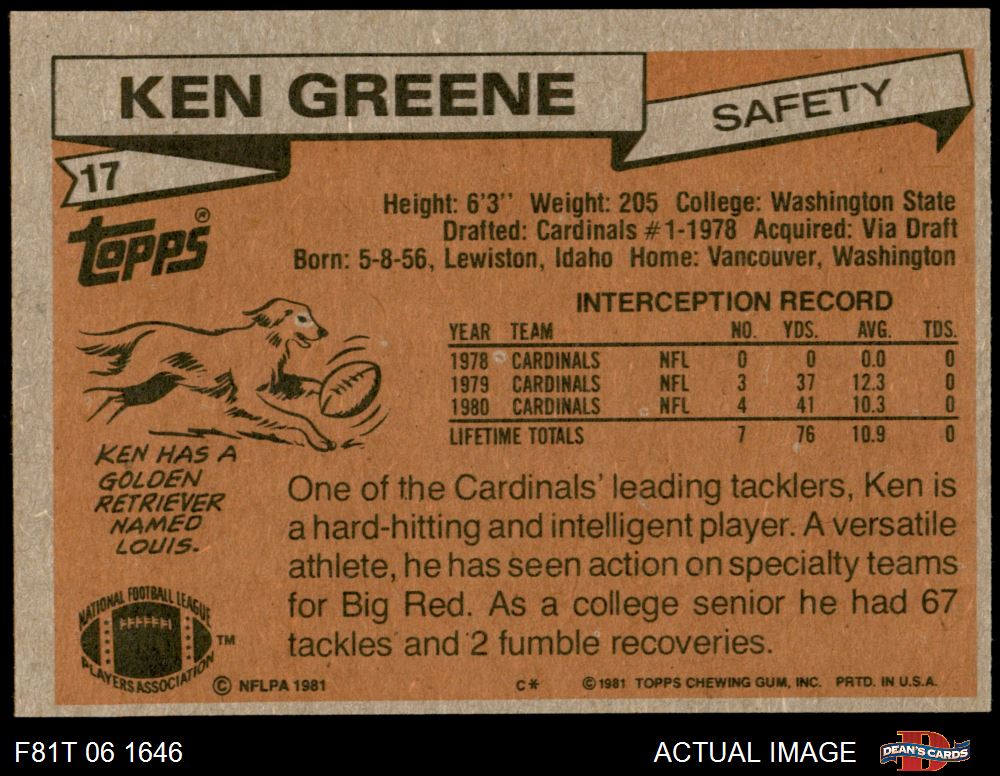 KEN GREENE
SAFETY
17
topps®
Height: 6'3'' Weight: 205 College: Washington State
Drafted: Cardinals #1-1978 Acquired: Via Draft
Born: 5-8-56, Lewiston, Idaho Home: Vancouver, Washington
INTERCEPTION RECORD
YEAR TEAM NO. YDS. AVG. TDS.
1978 CARDINALS NFL 0 0 0.0 0
1979 CARDINALS NFL 3 37 12.3 0
1980 CARDINALS NFL 4 41 10.3 0
LIFETIME TOTALS 7 76 10.9 0
KEN HAS A
GOLDEN
RETRIEVER
NAMED
LOUIS.
One of the Cardinals' leading tacklers, Ken is
a hard-hitting and intelligent player. A versatile
athlete, he has seen action on specialty teams
for Big Red. As a college senior he had 67
tackles and 2 fumble recoveries.
NATIONAL FOOTBALL LEAGUE
PLAYERS ASSOCIATION
TM
© NFLPA 1981
C*
© 1981 TOPPS CHEWING GUM, INC. PRTD. IN U.S.A.
F81T 06 1646
ACTUAL IMAGE
D
DEAN'S CARDS